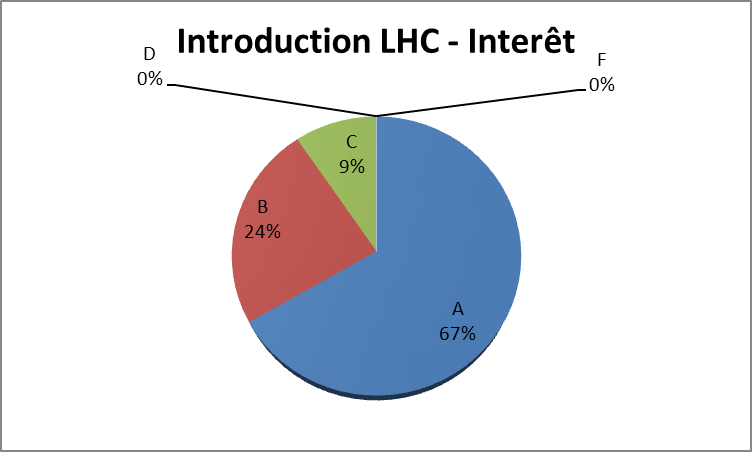 Introduction LHC - Interêt
D
0%
F
0%
C
9%
B
24%
A
67%